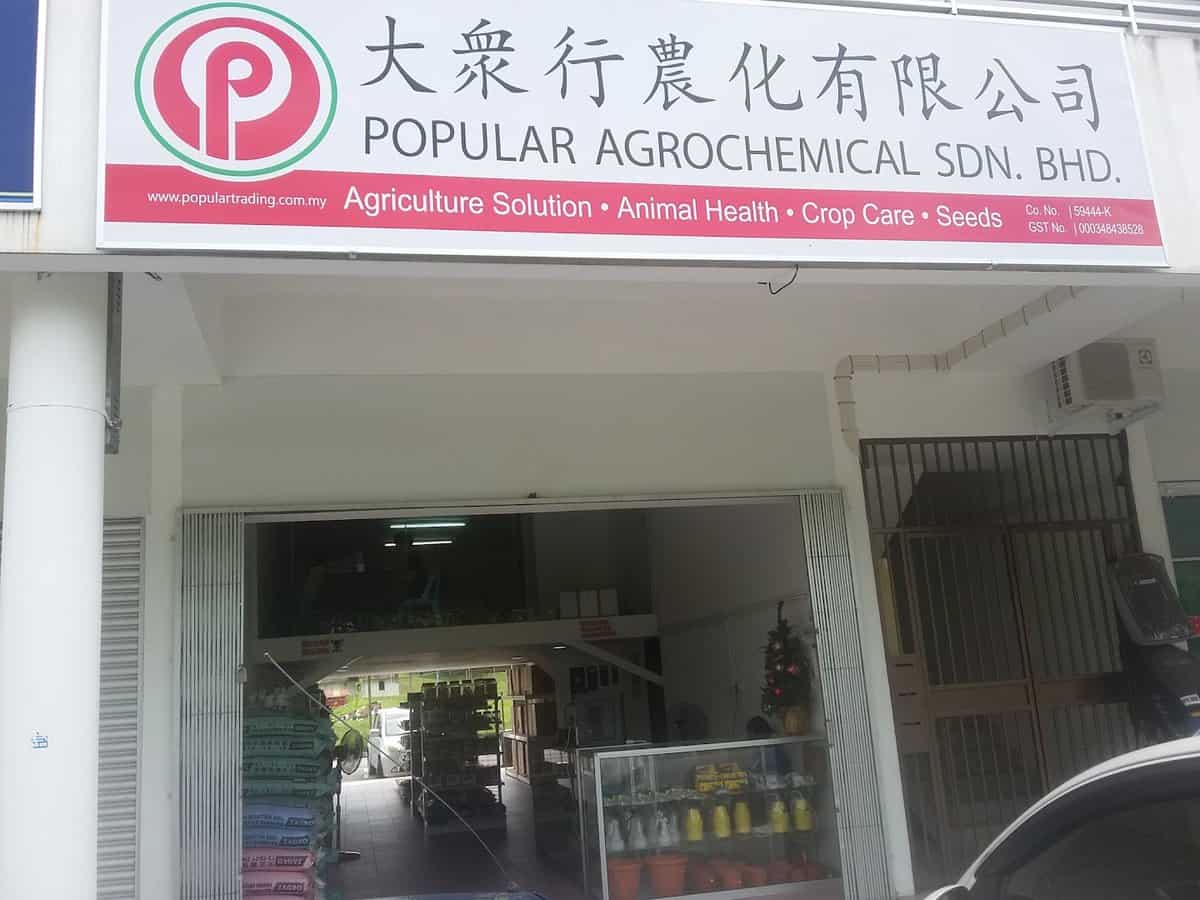 P
大衆行農化有限公司
POPULAR AGROCHEMICAL SDN. BHD.
www.populartrading.com.my
Agriculture Solution • Animal Health • Crop Care • Seeds
Co. No. | 59444-K
GST No. | 000348438528